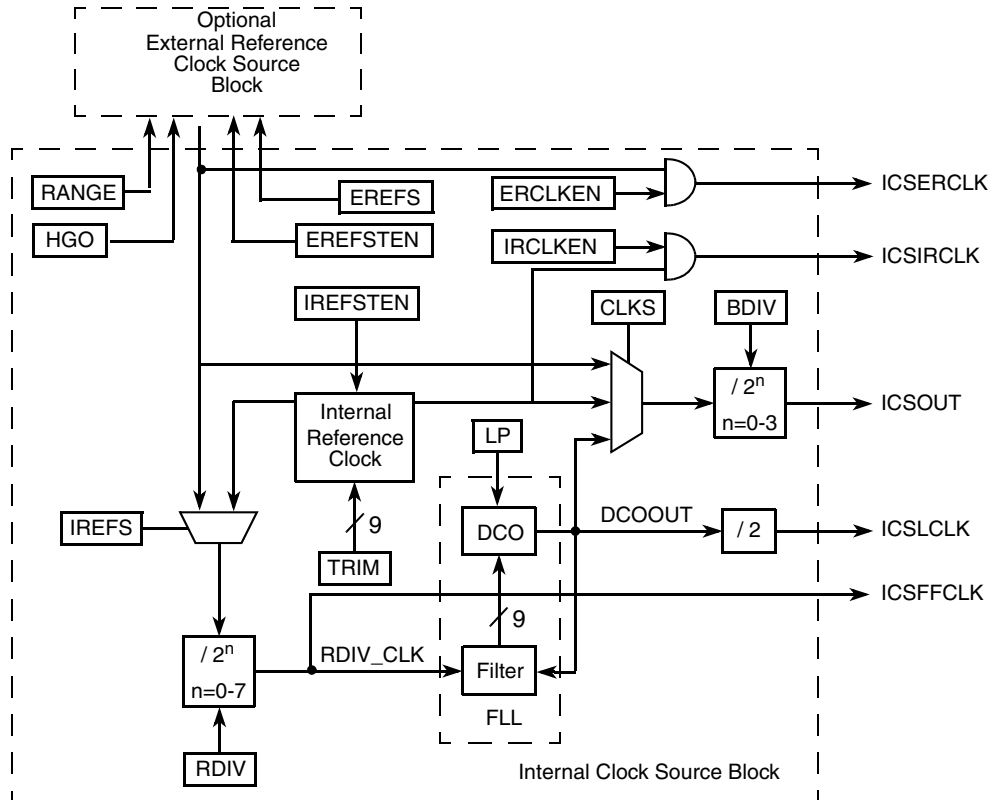 Optional
External Reference
Clock Source
Block
RANGE
HGO
EREFS
EREFSTEN
ERCLKEN
IRCLKEN
ICSERCLK
ICSIRCLK
IREFSTEN
CLKS
BDIV
Internal
Reference
Clock
/ 2ⁿ
n=0-3
ICSOUT
LP
IREFS
9
TRIM
DCO
DCOOUT
/ 2
ICSLCLK
ICSFFCLK
9
/ 2ⁿ
n=0-7
RDIV_CLK
Filter
FLL
RDIV
Internal Clock Source Block